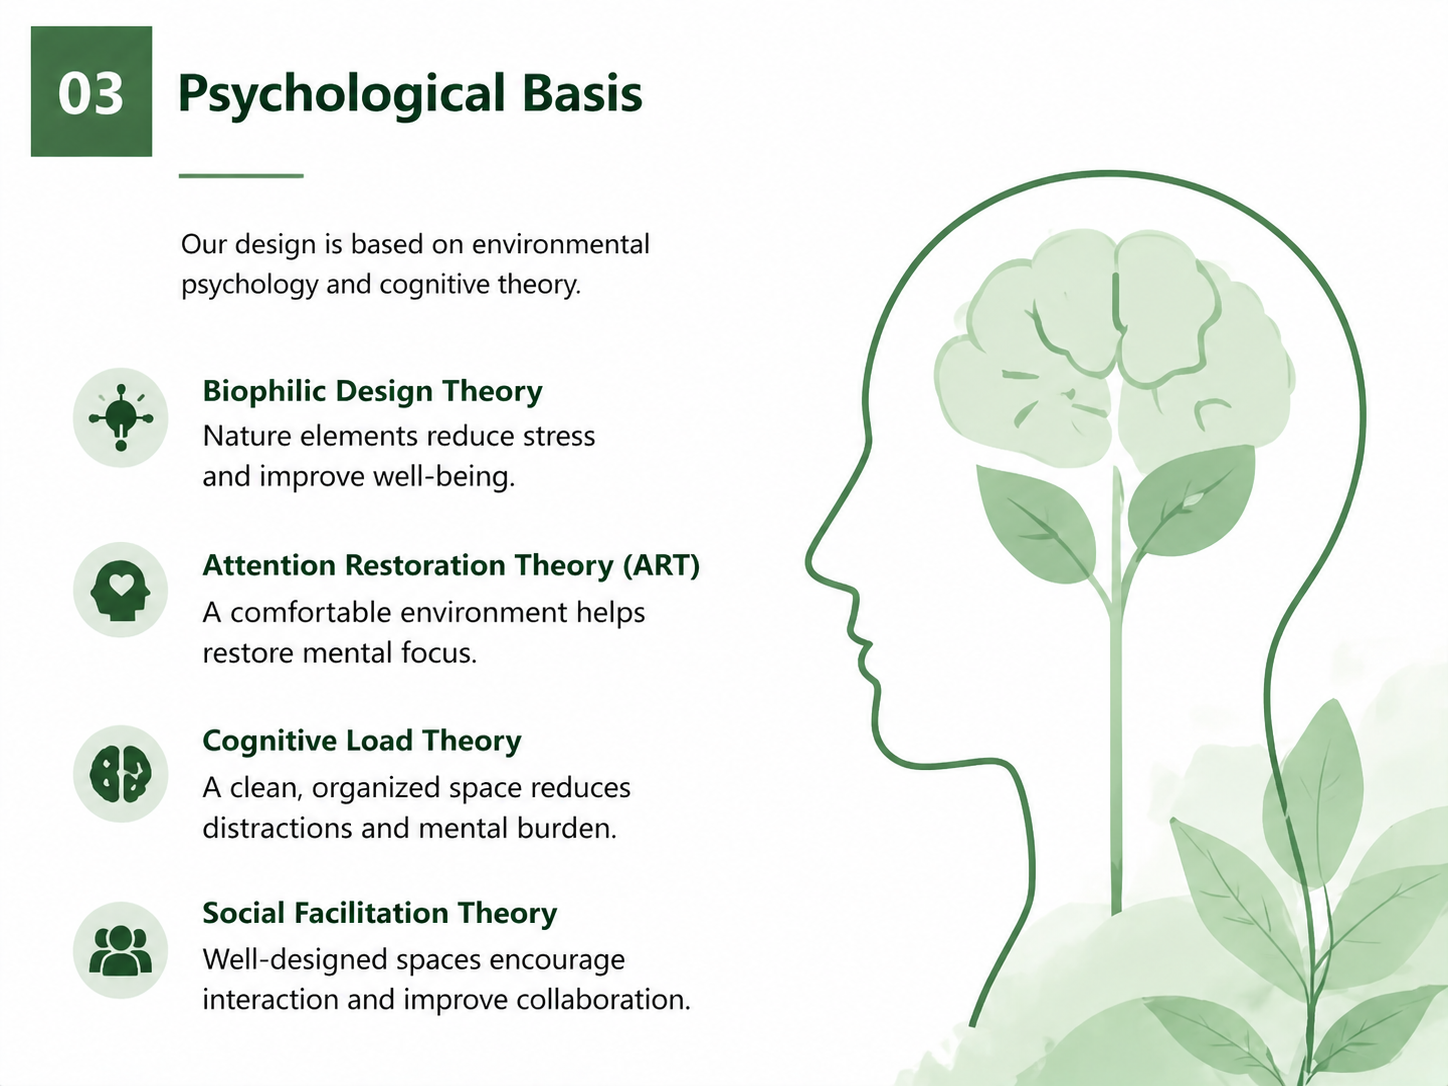 03
Psychological Basis
Our design is based on environmental
psychology and cognitive theory.
Biophilic Design Theory
Nature elements reduce stress
and improve well-being.
Attention Restoration Theory (ART)
A comfortable environment helps
restore mental focus.
Cognitive Load Theory
A clean, organized space reduces
distractions and mental burden.
Social Facilitation Theory
Well-designed spaces encourage
interaction and improve collaboration.